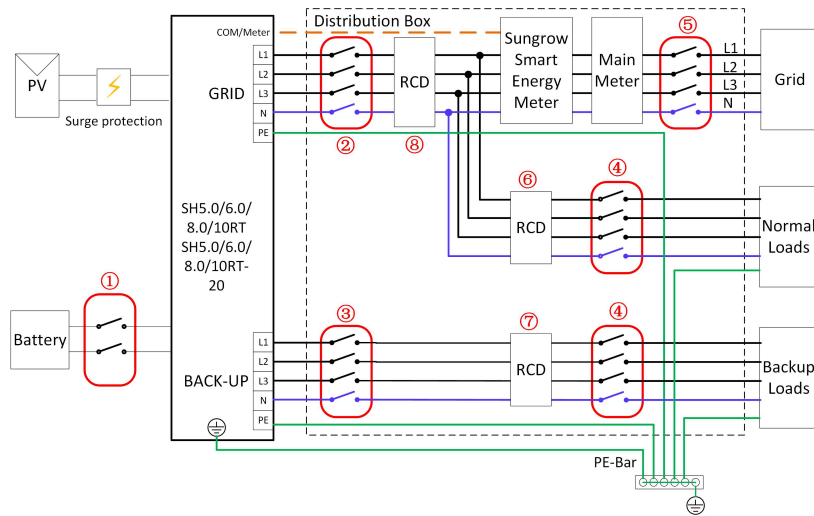 Distribution Box
⑤
COM/Meter
L1
L2
L3
N
PE
GRID
②
RCD
⑧
Sungrow
Smart
Energy
Meter
Main
Meter
L1
L2
L3
N
Grid
PV
Surge protection
⑥
RCD
④
Normal
Loads
SH5.0/6.0/
8.0/10RT
SH5.0/6.0/
8.0/10RT-
20
①
Battery
③
L1
L2
L3
N
PE
BACK-UP
⑦
RCD
④
Backup
Loads
PE-Bar